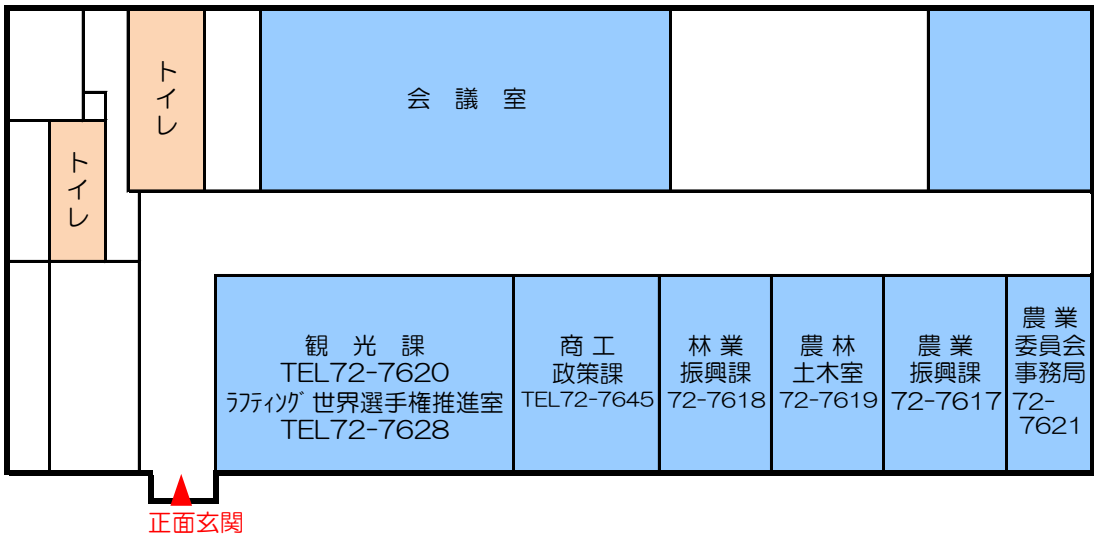 トイレ
会 議 室
トイレ
観 光 課
TEL72-7620
ﾗﾌﾃｨﾝｸﾞ世界選手権推進室
TEL72-7628
商 工
政策課
TEL72-7645
林 業
振興課
72-7618
農 林
土木室
72-7619
農 業
振興課
72-7617
農 業
委員会
事務局
72-
7621
正面玄関